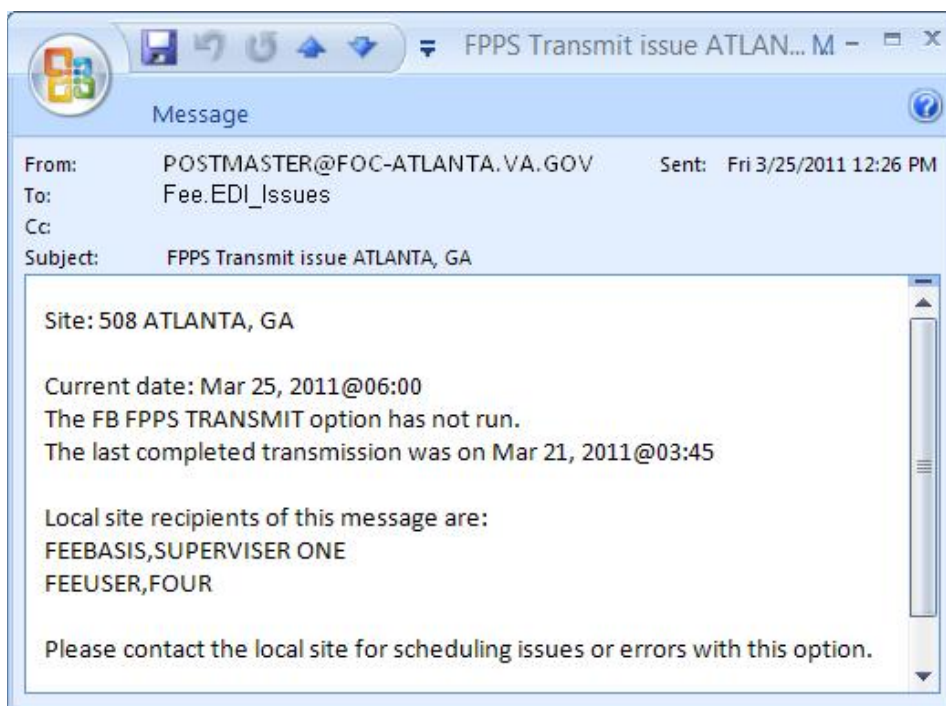 FPPS Transmit issue ATLAN... M
Message
From: POSTMASTER@FOC-ATLANTA.VA.GOV Sent: Fri 3/25/2011 12:26 PM
To: Fee.EDI_Issues
Cc:
Subject: FPPS Transmit issue ATLANTA, GA
Site: 508 ATLANTA, GA
Current date: Mar 25, 2011@06:00
The FB FPPS TRANSMIT option has not run.
The last completed transmission was on Mar 21, 2011@03:45
Local site recipients of this message are:
FEEBASIS,SUPERVISER ONE
FEEUSER,FOUR
Please contact the local site for scheduling issues or errors with this option.